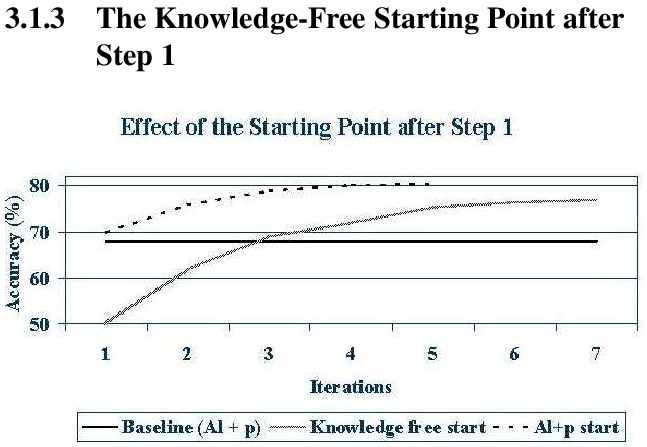 3.1.3 The Knowledge-Free Starting Point after
Step 1
Effect of the Starting Point after Step 1
Accuracy (%)
80
70
60
50
1 2 3 4 5 6 7
Iterations
Baseline (Al + p) Knowledge free start Al+p start